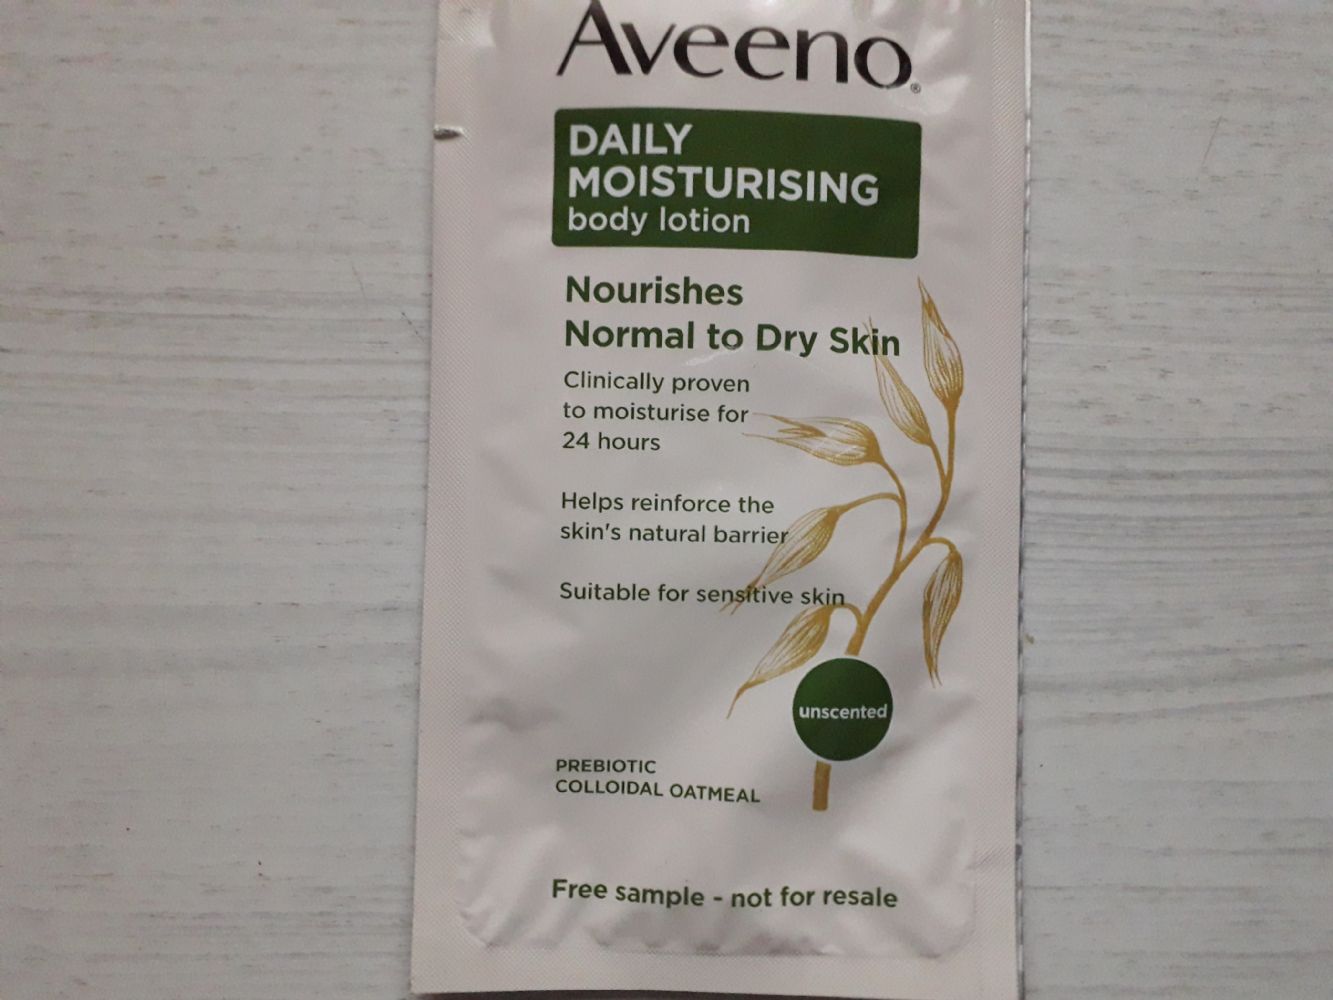 Aveeno®
DAILY
MOISTURISING
body lotion
Nourishes
Normal to Dry Skin
Clinically proven
to moisturise for
24 hours
Helps reinforce the
skin's natural barrier
Suitable for sensitive skin
unscented
PREBIOTIC
COLLOIDAL OATMEAL
Free sample - not for resale